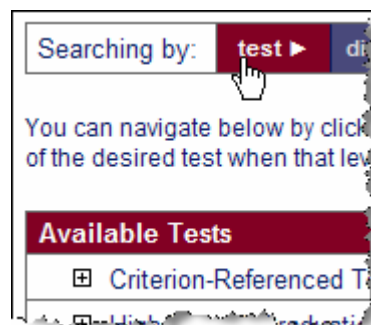 Searching by: test ▶ di
You can navigate below by click
of the desired test when that lev
Available Tests
Criterion-Referenced T